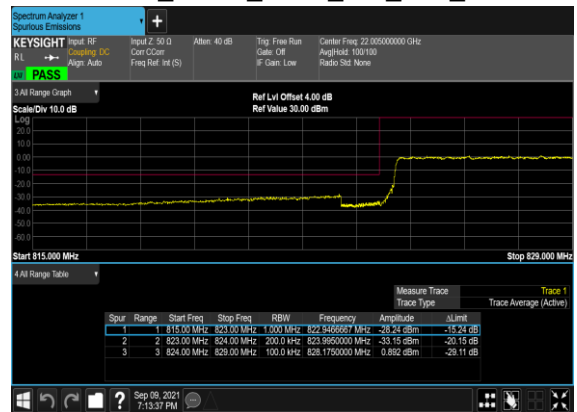 Spectrum Analyzer 1
Spurious Emissions
KEYSIGHT Input: RF Input Z: 50 Ω Atten: 40 dB Trig: Free Run Center Freq: 22.005000000 GHz
RL Coupling: DC Corr CCorr Gate: Off Avg|Hold: 100/100
Align: Auto Freq Ref: Int (S) IF Gain: Low Radio Std: None
PASS
3 All Range Graph
Ref Lvl Offset 4.00 dB
Scale/Div 10.0 dB Ref Value 30.00 dBm
Log
20.0
10.0
0.00
-10.0
-20.0
-30.0
-40.0
-50.0
-60.0
Start 815.000 MHz Stop 829.000 MHz
4 All Range Table
Measure Trace Trace 1
Trace Type Trace Average (Active)
Spur Range Start Freq Stop Freq RBW Frequency Amplitude ΔLimit
1 1 815.00 MHz 823.00 MHz 1.000 MHz 822.9466667 MHz -28.24 dBm -15.24 dB
2 2 823.00 MHz 824.00 MHz 200.0 kHz 823.9950000 MHz -33.15 dBm -20.15 dB
3 3 824.00 MHz 829.00 MHz 100.0 kHz 828.1750000 MHz 0.892 dBm -29.11 dB
Sep 09, 2021
7:13:37 PM